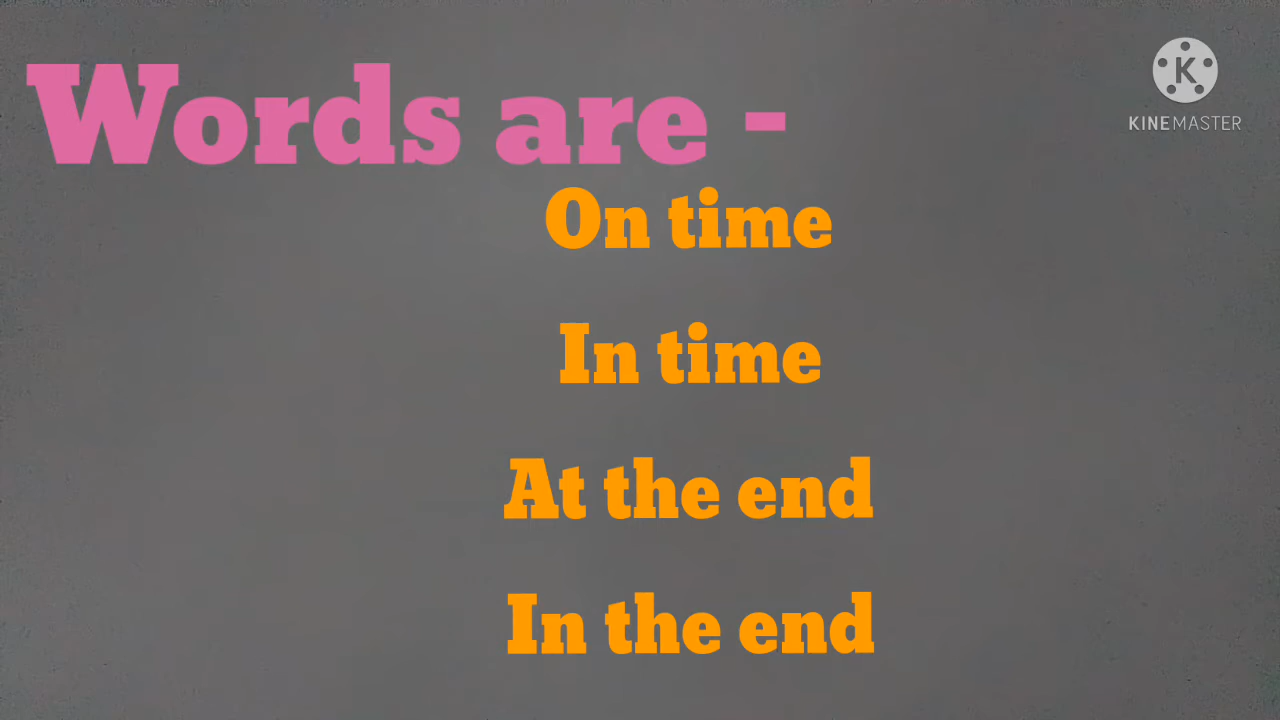 Words are -
K
KINEMASTER
On time
In time
At the end
In the end